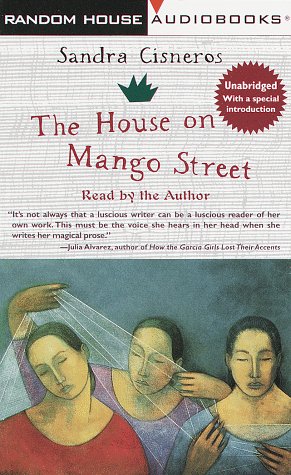 RANDOM HOUSE AUDIOBOOKS®
Sandra Cisneros
Unabridged
With a special
introduction
The House on
Mango Street
Read by the Author
“It's not always that a luscious writer can be a luscious reader of her
own work. This must be the voice she hears in her head when she
writes her magical prose.”
—Julia Alvarez, author of How the García Girls Lost Their Accents